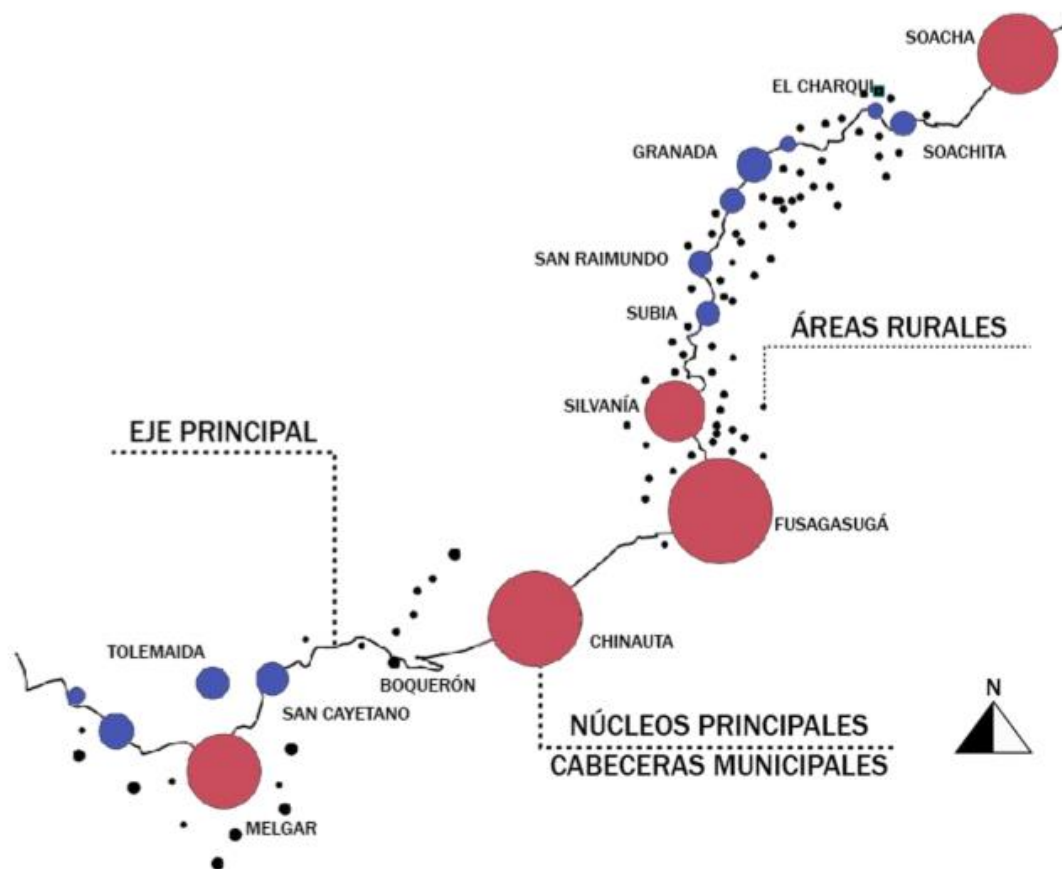 SOACHA
EL CHARQUI
SOACHITA
GRANADA
SAN RAIMUNDO
SUBIA
ÁREAS RURALES
SILVANÍA
EJE PRINCIPAL
FUSAGASUGÁ
CHINAUTA
TOLEMAIDA
BOQUERÓN
SAN CAYETANO
N
NÚCLEOS PRINCIPALES
CABECERAS MUNICIPALES
MELGAR